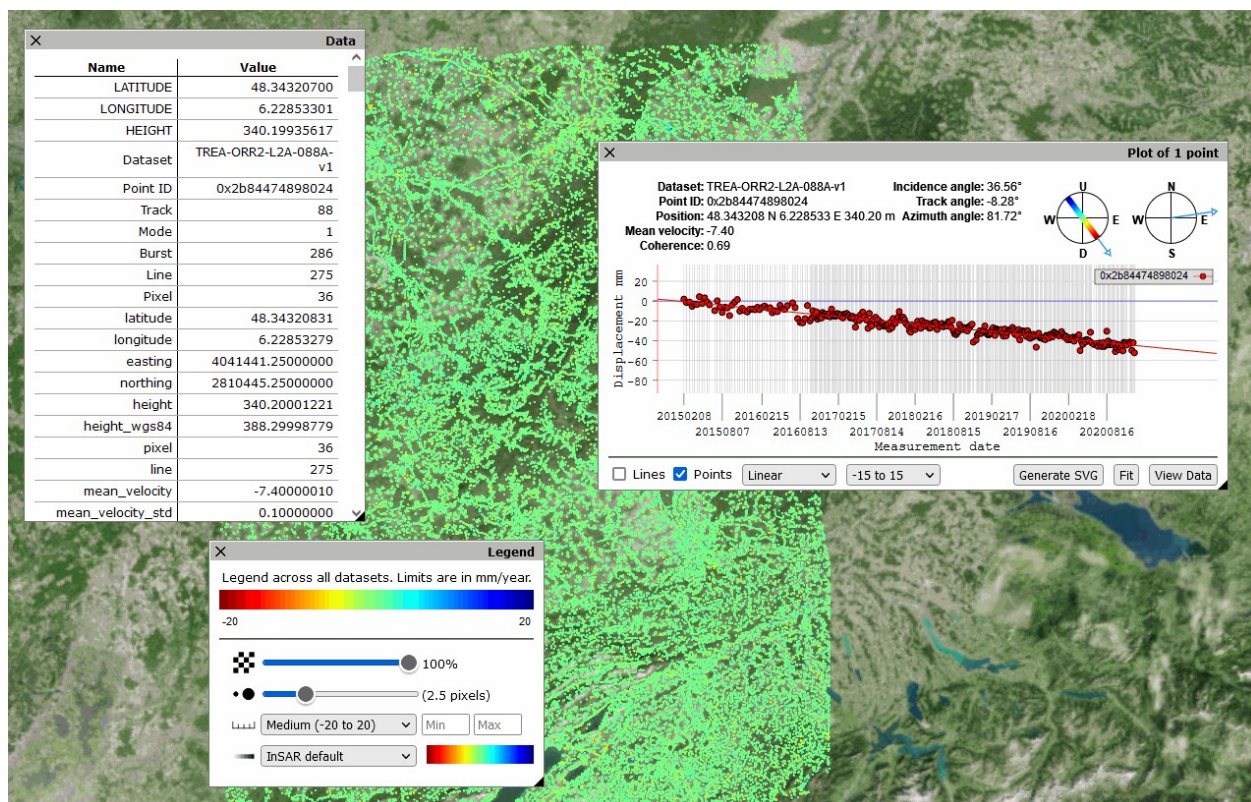 Data
Name Value
LATITUDE 48.34320700
LONGITUDE 6.22853301
HEIGHT 340.19935617
Dataset TREA-ORR2-L2A-088A-
v1
Point ID 0x2b84474898024
Track 88
Mode 1
Burst 286
Line 275
Pixel 36
latitude 48.34320831
longitude 6.22853279
easting 4041441.25000000
northing 2810445.25000000
height 340.20001221
height_wgs84 388.29998779
pixel 36
line 275
mean_velocity -7.40000010
mean_velocity_std 0.10000000
Plot of 1 point
Dataset: TREA-ORR2-L2A-088A-v1 Incidence angle: 36.56°
Point ID: 0x2b84474898024 Track angle: -8.28°
Position: 48.343208 N 6.228533 E 340.20 m Azimuth angle: 81.72°
Mean velocity: -7.40
Coherence: 0.69
U N
W E W E
D S
0x2b84474898024
Displacement mm
20
0
-20
-40
-60
-80
20150208 20160215 20170215 20180216 20190217 20200218
20150807 20160813 20170814 20180815 20190816 20200816
Measurement date
Lines Points Linear -15 to 15 Generate SVG Fit View Data
Legend
Legend across all datasets. Limits are in mm/year.
-20 20
100%
(2.5 pixels)
Medium (-20 to 20) Min Max
InSAR default